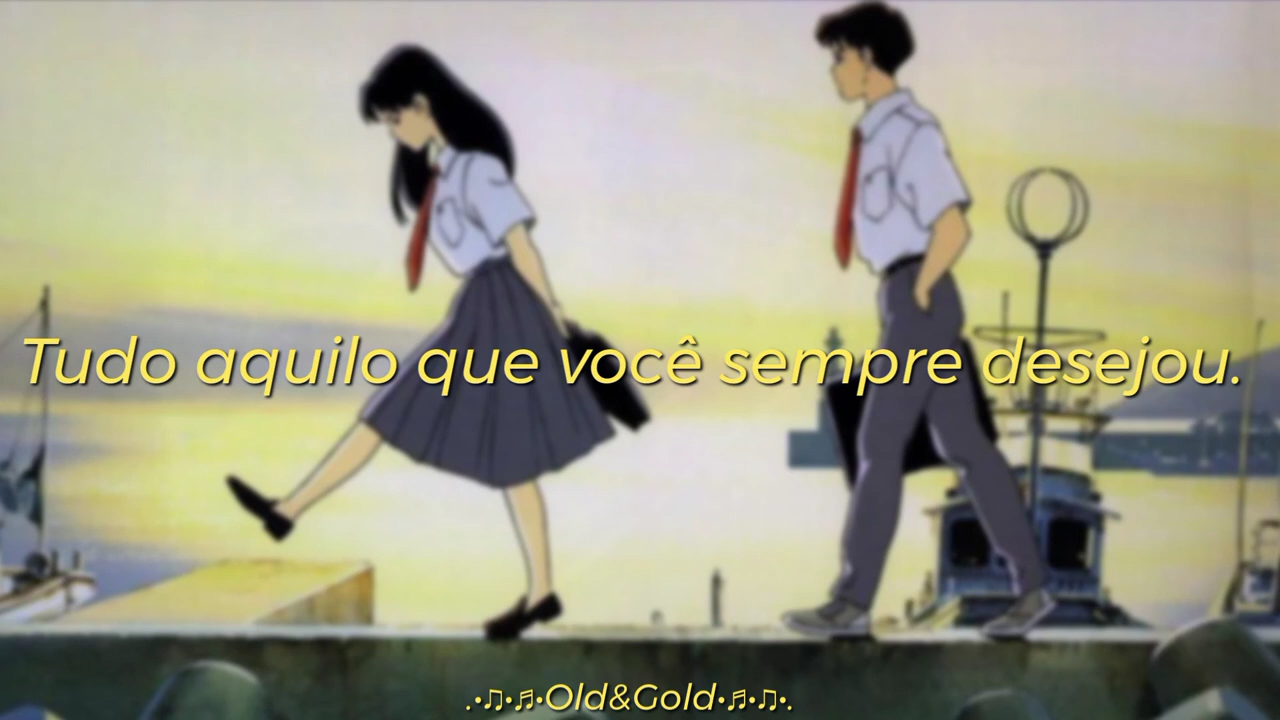 Tudo aquilo que você sempre desejou.
.•♫•♬•Old&Gold•♬•♫•.